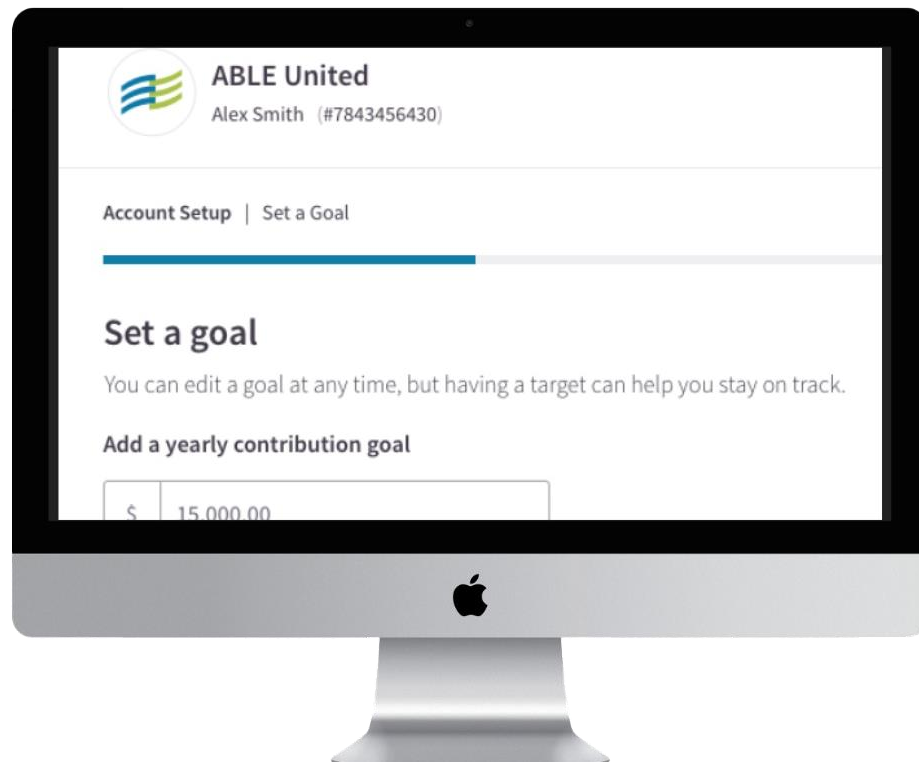 ABLE United
Alex Smith (#7843456430)
Account Setup | Set a Goal
Set a goal
You can edit a goal at any time, but having a target can help you stay on track.
Add a yearly contribution goal
$ 15,000.00